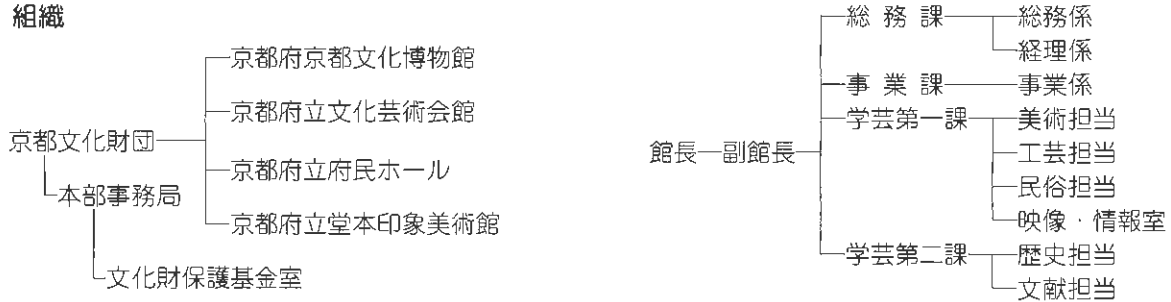 組織
京都文化財団
本部事務局
文化財保護基金室
京都府京都文化博物館
京都府立文化芸術会館
京都府立府民ホール
京都府立堂本印象美術館
館長
副館長
総務課
総務係
経理係
事業課
事業係
学芸第一課
美術担当
工芸担当
民俗担当
映像・情報室
学芸第二課
歴史担当
文献担当